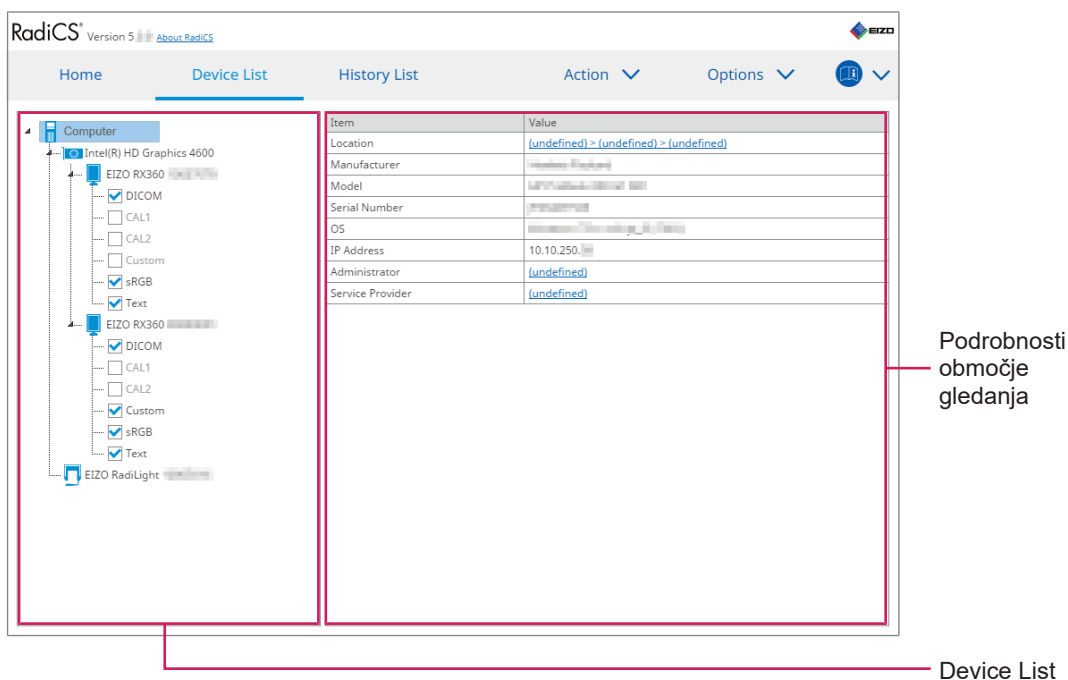 RadiCS® Version 5. About RadiCS
EIZO
Home Device List History List Action Options
Computer
Intel(R) HD Graphics 4600
EIZO RX360
DICOM
CAL1
CAL2
Custom
sRGB
Text
EIZO RX360
DICOM
CAL1
CAL2
Custom
sRGB
Text
EIZO RadiLight
Item Value
Location (undefined) > (undefined) > (undefined)
Manufacturer
Model
Serial Number
OS
IP Address 10.10.250.
Administrator (undefined)
Service Provider (undefined)
Podrobnosti
območje
gledanja
Device List